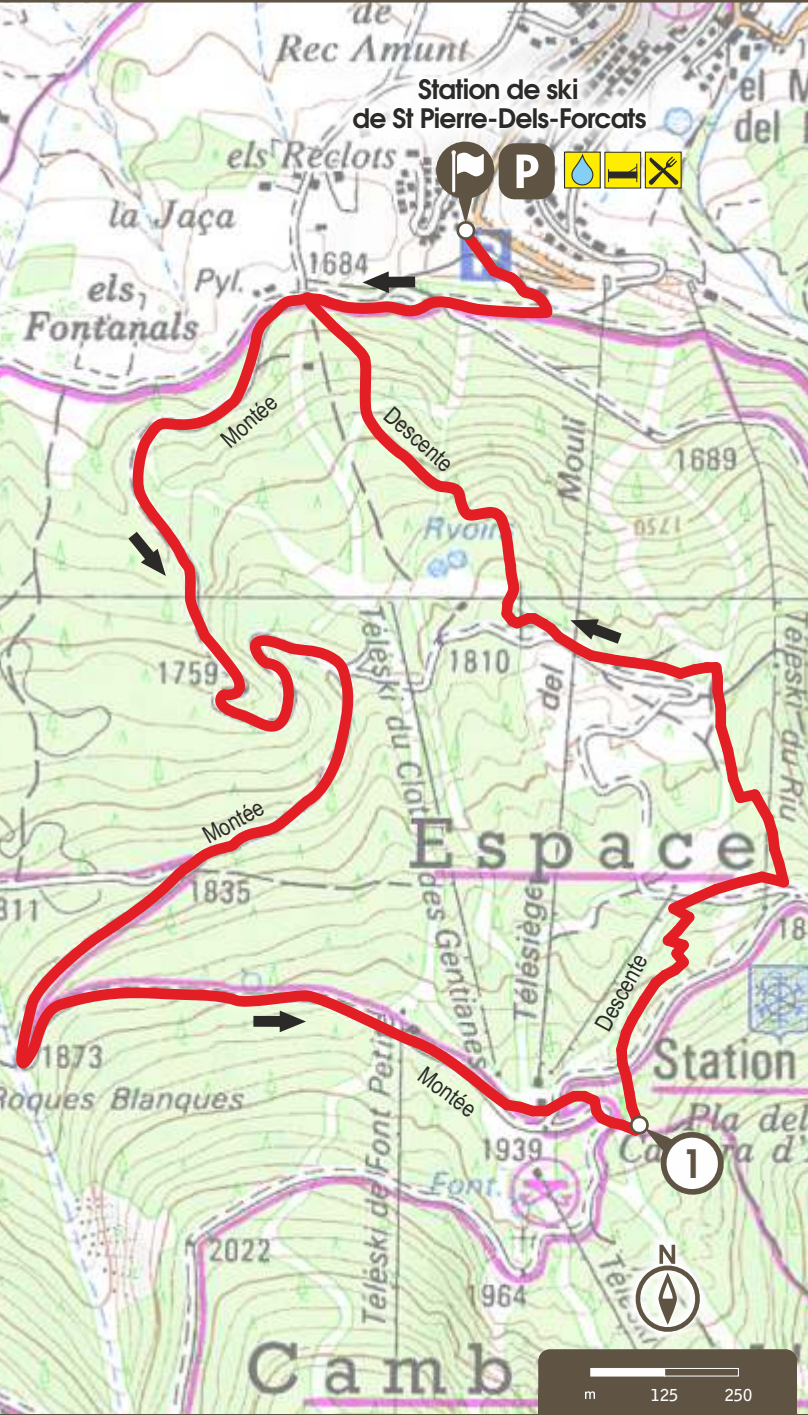 de
Rec Amunt
Station de ski
de St Pierre-Dels-Forcats
el M
del
els Reclots
P
la Jaça
1684
Pyl.
els
Fontanals
Montée
Descente
Mouli
1689
1750
Rvoirs
1759
1810
del
Téléski du Clot
Téléski du Riu
Montée
Espace
1835
811
des Gentianes
Télésiège
18
Descente
1873
Station
Roques Blanques
Montée
Téléski de Font Petit
Pla del
1939
1
Font.
2022
1964
N
Camb
m 125 250